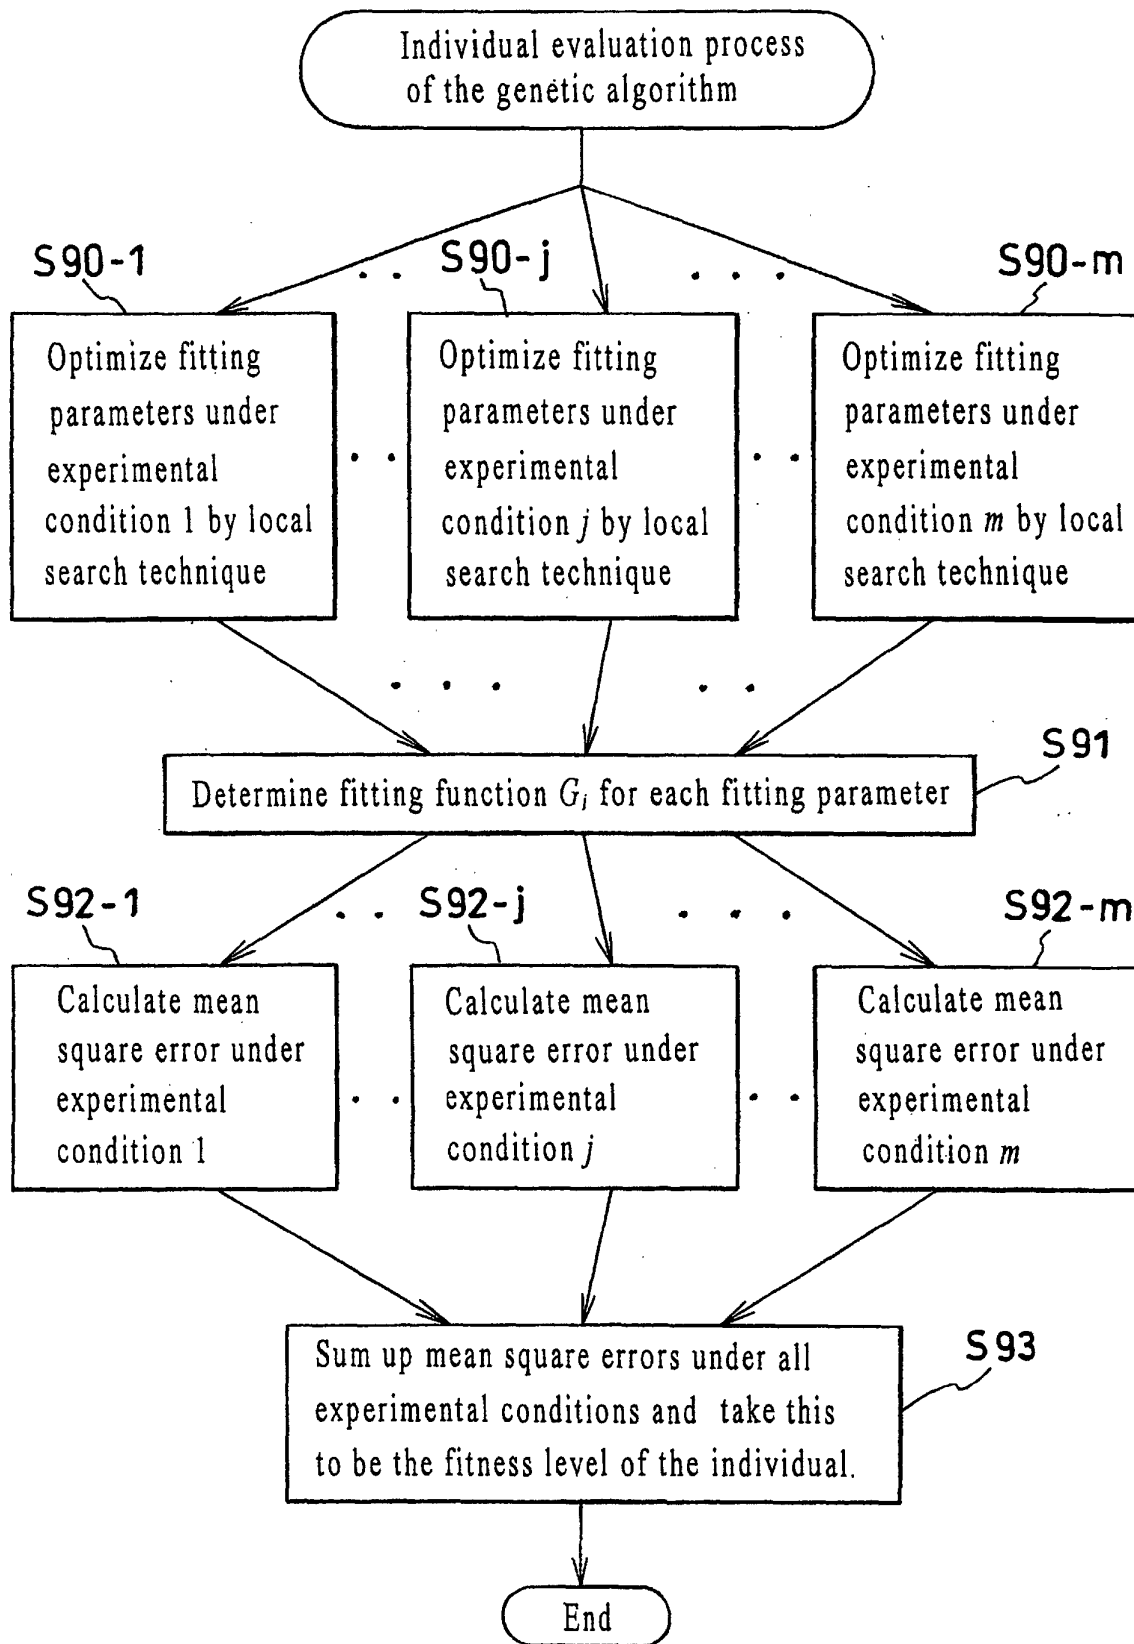 Individual evaluation process
of the genetic algorithm
S90-1
S90-j
S90-m
Optimize fitting
parameters under
experimental
condition 1 by local
search technique
Optimize fitting
parameters under
experimental
condition j by local
search technique
Optimize fitting
parameters under
experimental
condition m by local
search technique
S91
Determine fitting function Gi for each fitting parameter
S92-1
S92-j
S92-m
Calculate mean
square error under
experimental
condition 1
Calculate mean
square error under
experimental
condition j
Calculate mean
square error under
experimental
condition m
S93
Sum up mean square errors under all
experimental conditions and take this
to be the fitness level of the individual.
End